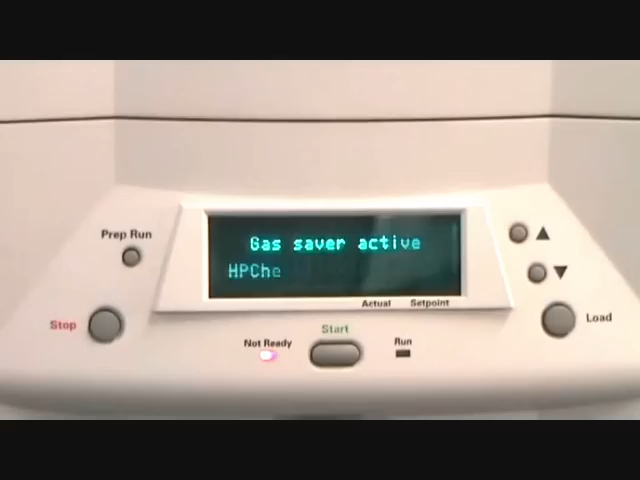 Gas saver active
HPChe
Prep Run
Actual Setpoint
Stop
Load
Start
Not Ready
Run